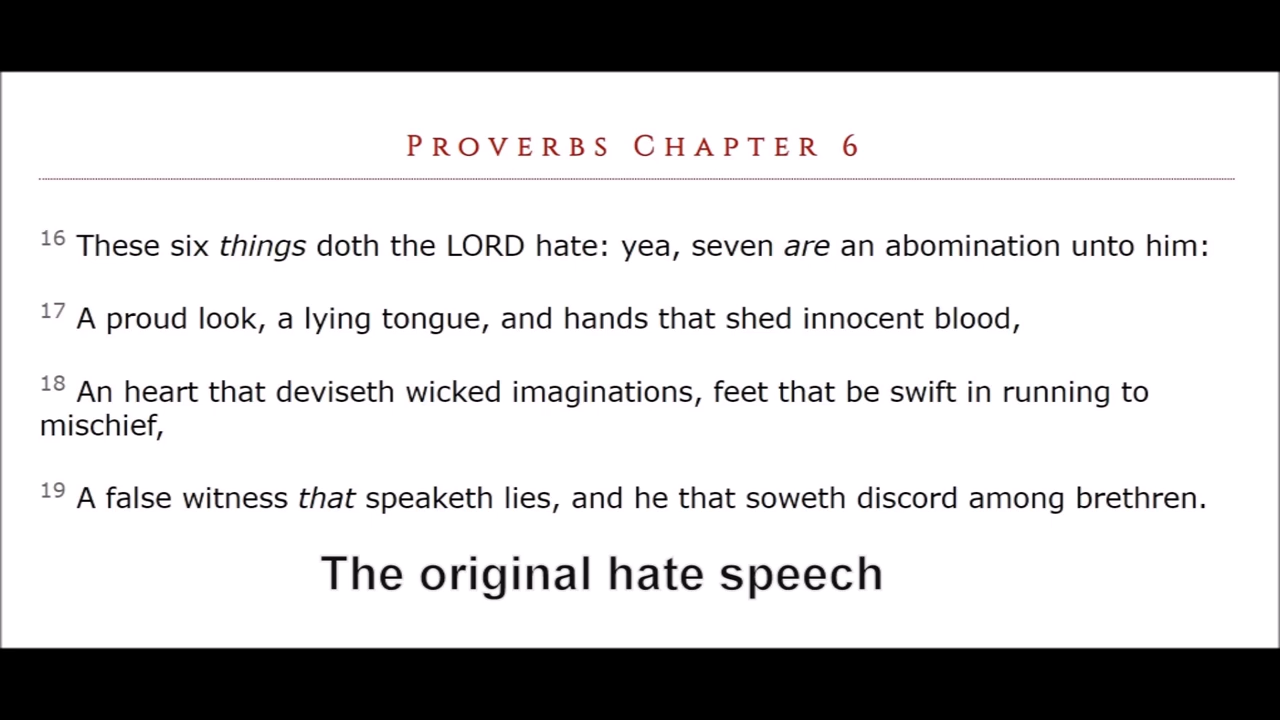 PROVERBS CHAPTER 6
16 These six things doth the LORD hate: yea, seven are an abomination unto him:
17 A proud look, a lying tongue, and hands that shed innocent blood,
18 An heart that deviseth wicked imaginations, feet that be swift in running to
mischief,
19 A false witness that speaketh lies, and he that soweth discord among brethren.
The original hate speech